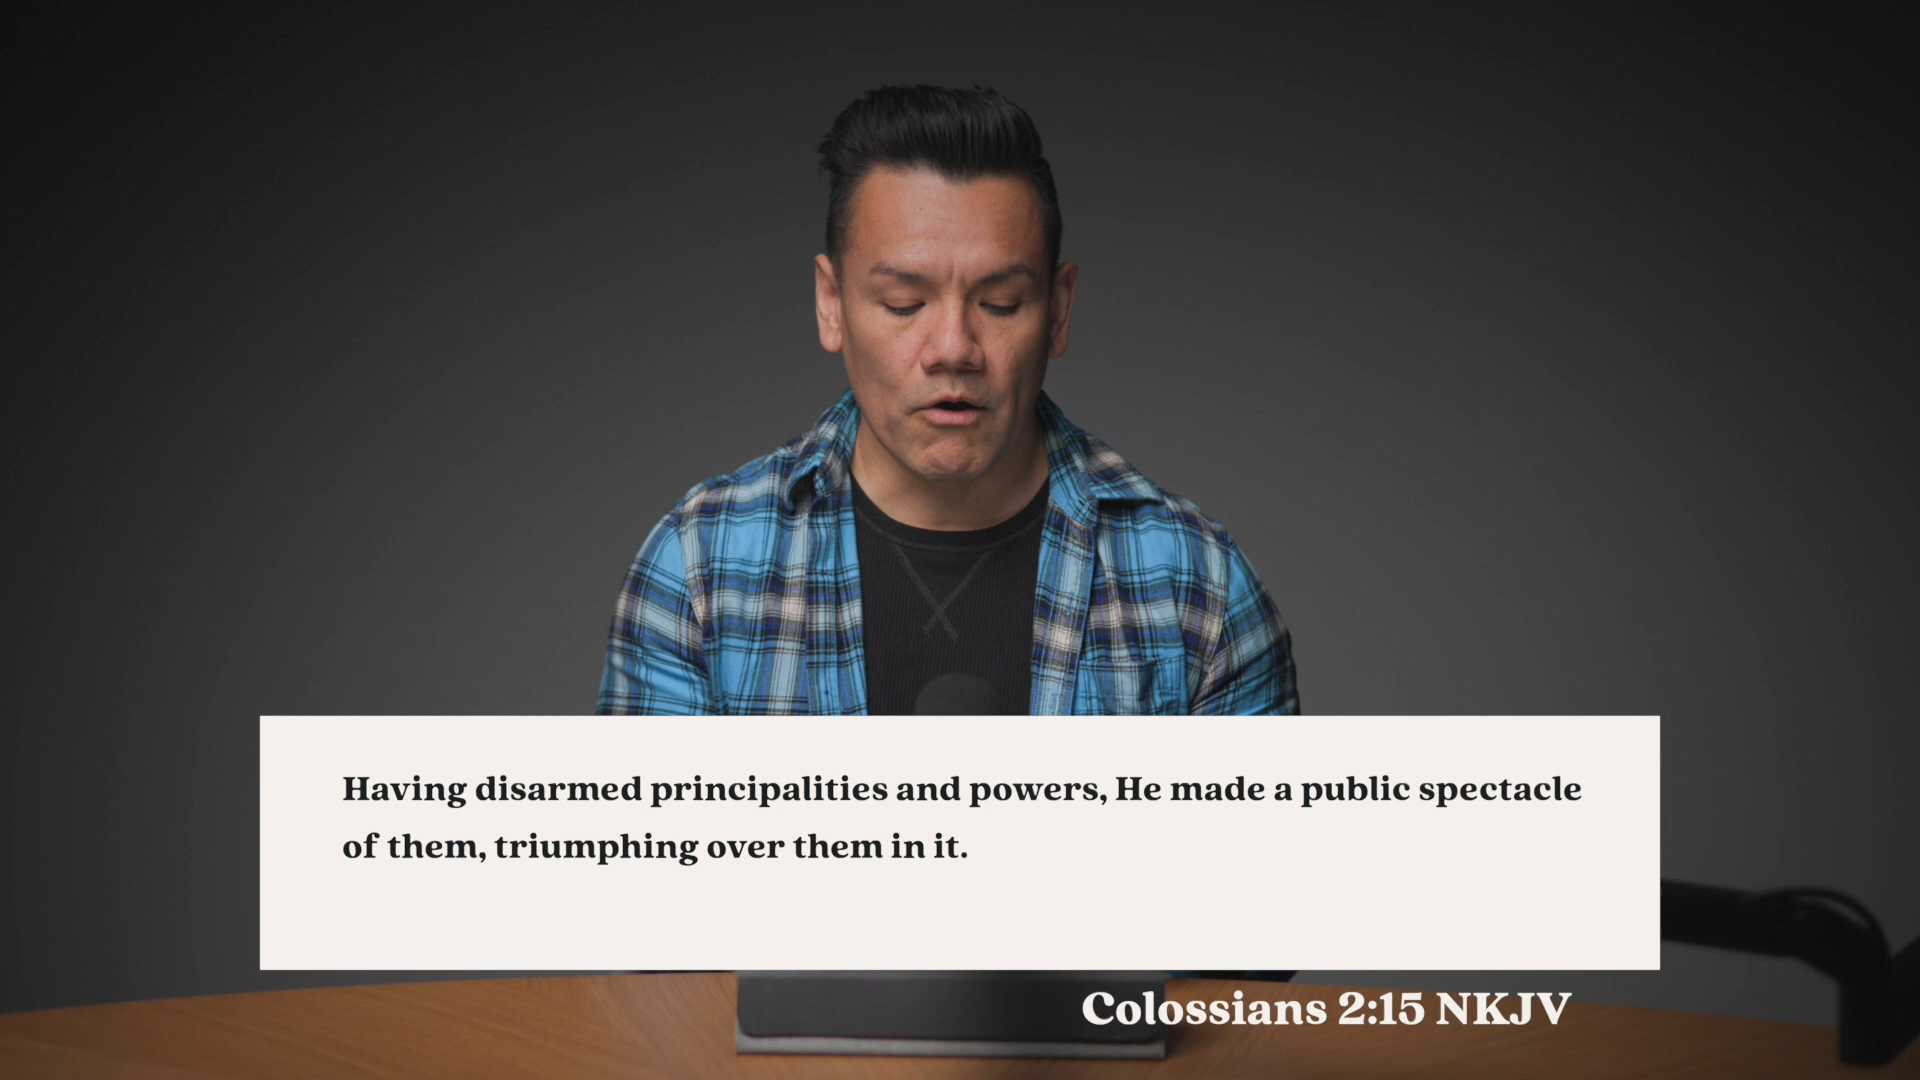 Having disarmed principalities and powers, He made a public spectacle
of them, triumphing over them in it.
Colossians 2:15 NKJV